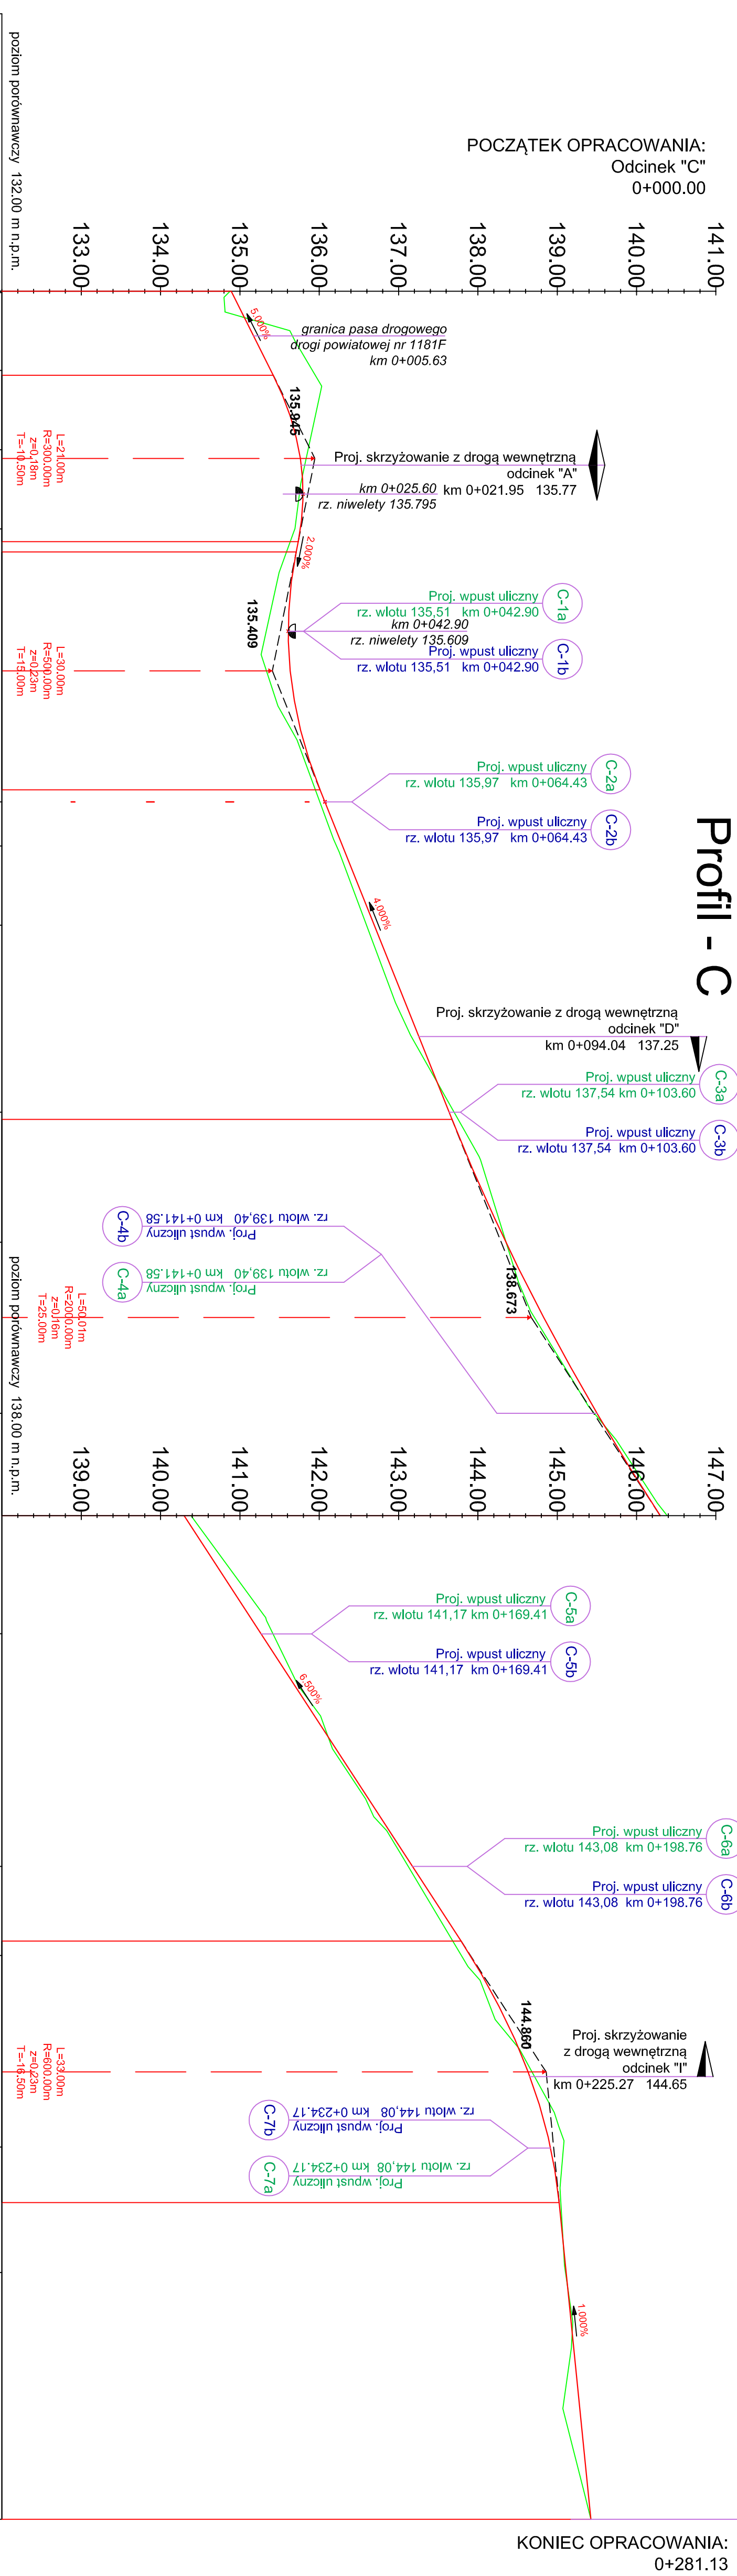 Profil - C
POCZĄTEK OPRACOWANIA:
Odcinek "C"
0+000.00
141.00
140.00
139.00
138.00
137.00
136.00
135.00
134.00
133.00
poziom porównawczy 132.00 m n.p.m.
5.000%
granica pasa drogowego
drogi powiatowej nr 1181F
km 0+005.63
135.945
L=21.00m
R=300.00m
z=0.18m
T=-10.50m
Proj. skrzyżowanie z drogą wewnętrzną
odcinek "A"
km 0+021.95 135.77
km 0+025.60
rz. niwelety 135.795
2.000%
C-1a
Proj. wpust uliczny
rz. wlotu 135,51 km 0+042.90
km 0+042.90
rz. niwelety 135.609
C-1b
Proj. wpust uliczny
rz. wlotu 135,51 km 0+042.90
135.409
L=30.00m
R=500.00m
z=0.23m
T=15.00m
C-2a
Proj. wpust uliczny
rz. wlotu 135,97 km 0+064.43
C-2b
Proj. wpust uliczny
rz. wlotu 135,97 km 0+064.43
4.000%
Proj. skrzyżowanie z drogą wewnętrzną
odcinek "D"
km 0+094.04 137.25
C-3a
Proj. wpust uliczny
rz. wlotu 137,54 km 0+103.60
C-3b
Proj. wpust uliczny
rz. wlotu 137,54 km 0+103.60
C-4b
Proj. wpust uliczny
rz. wlotu 139,40 km 0+141.58
C-4a
Proj. wpust uliczny
rz. wlotu 139,40 km 0+141.58
138.673
L=50.01m
R=2000.00m
z=0.16m
T=25.00m
147.00
146.00
145.00
144.00
143.00
142.00
141.00
140.00
139.00
poziom porównawczy 138.00 m n.p.m.
C-5a
Proj. wpust uliczny
rz. wlotu 141,17 km 0+169.41
C-5b
Proj. wpust uliczny
rz. wlotu 141,17 km 0+169.41
6.500%
C-6a
Proj. wpust uliczny
rz. wlotu 143,08 km 0+198.76
C-6b
Proj. wpust uliczny
rz. wlotu 143,08 km 0+198.76
144.860
L=33.00m
R=600.00m
z=0.23m
T=-16.50m
Proj. skrzyżowanie
z drogą wewnętrzną
odcinek "I"
km 0+225.27 144.65
C-7b
Proj. wpust uliczny
rz. wlotu 144,08 km 0+234.17
C-7a
Proj. wpust uliczny
rz. wlotu 144,08 km 0+234.17
1.000%
KONIEC OPRACOWANIA:
0+281.13